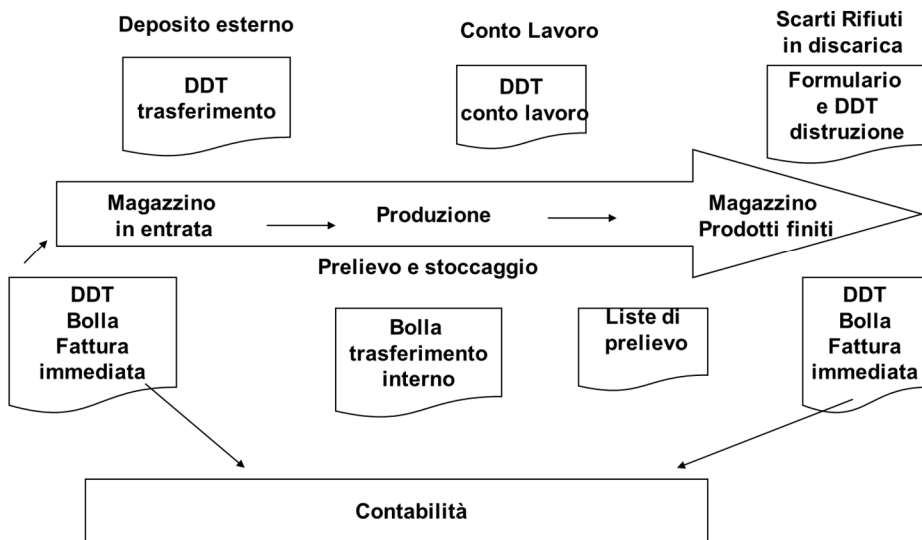 Deposito esterno
Conto Lavoro
Scarti Rifiuti
in discarica
DDT
trasferimento
DDT
conto lavoro
Formulario
e DDT
distruzione
Magazzino
in entrata
Produzione
Magazzino
Prodotti finiti
Prelievo e stoccaggio
DDT
Bolla
Fattura
immediata
Bolla
trasferimento
interno
Liste di
prelievo
DDT
Bolla
Fattura
immediata
Contabilità